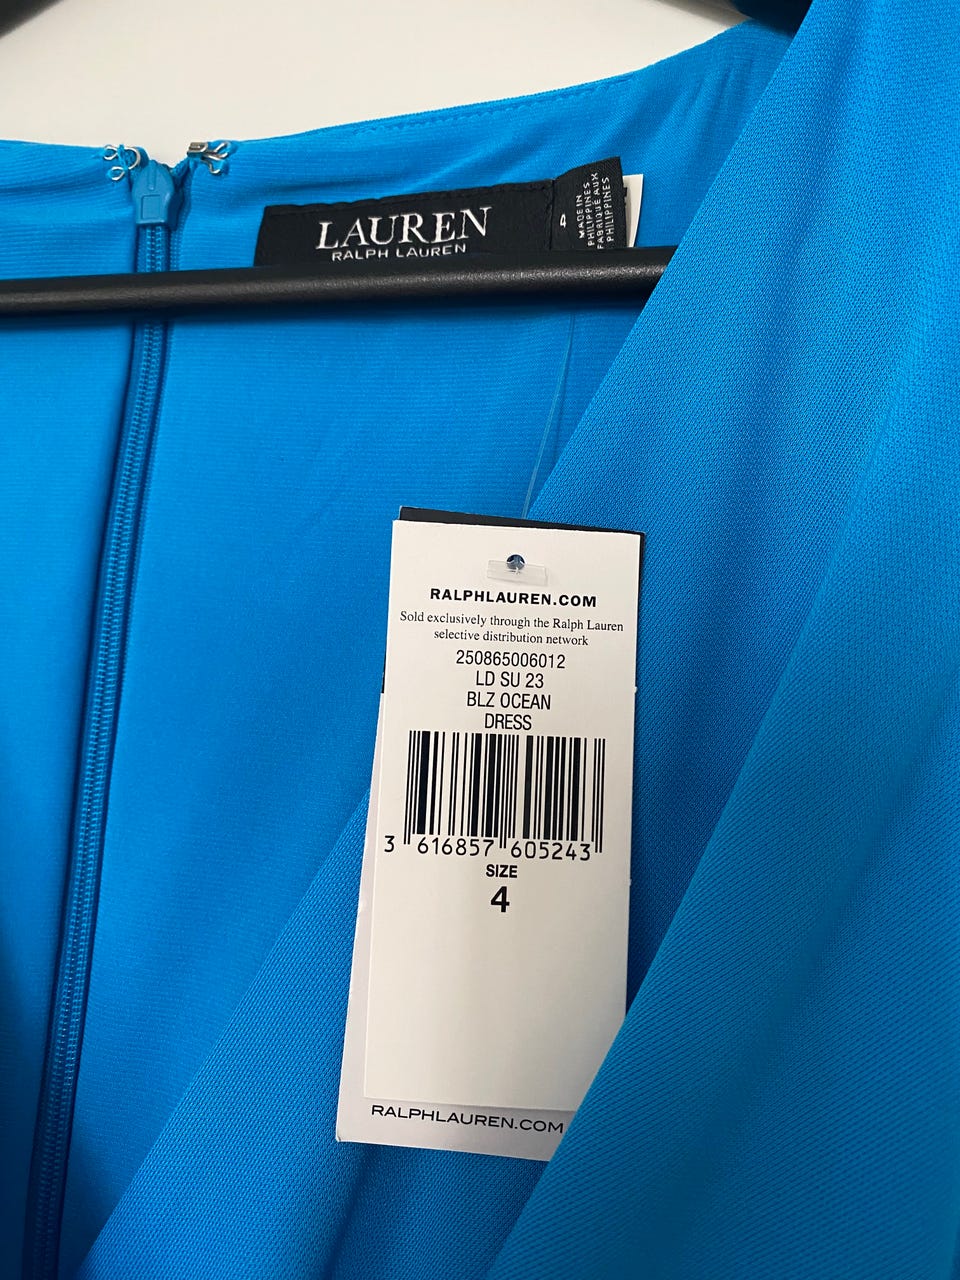 LAUREN
RALPH LAUREN
4
MADE IN
PHILIPPINES
FABRIQUÉ AUX
PHILIPPINES
RALPHLAUREN.COM
Sold exclusively through the Ralph Lauren
selective distribution network
250865006012
LD SU 23
BLZ OCEAN
DRESS
3 616857 605243
SIZE
4
RALPHLAUREN.COM